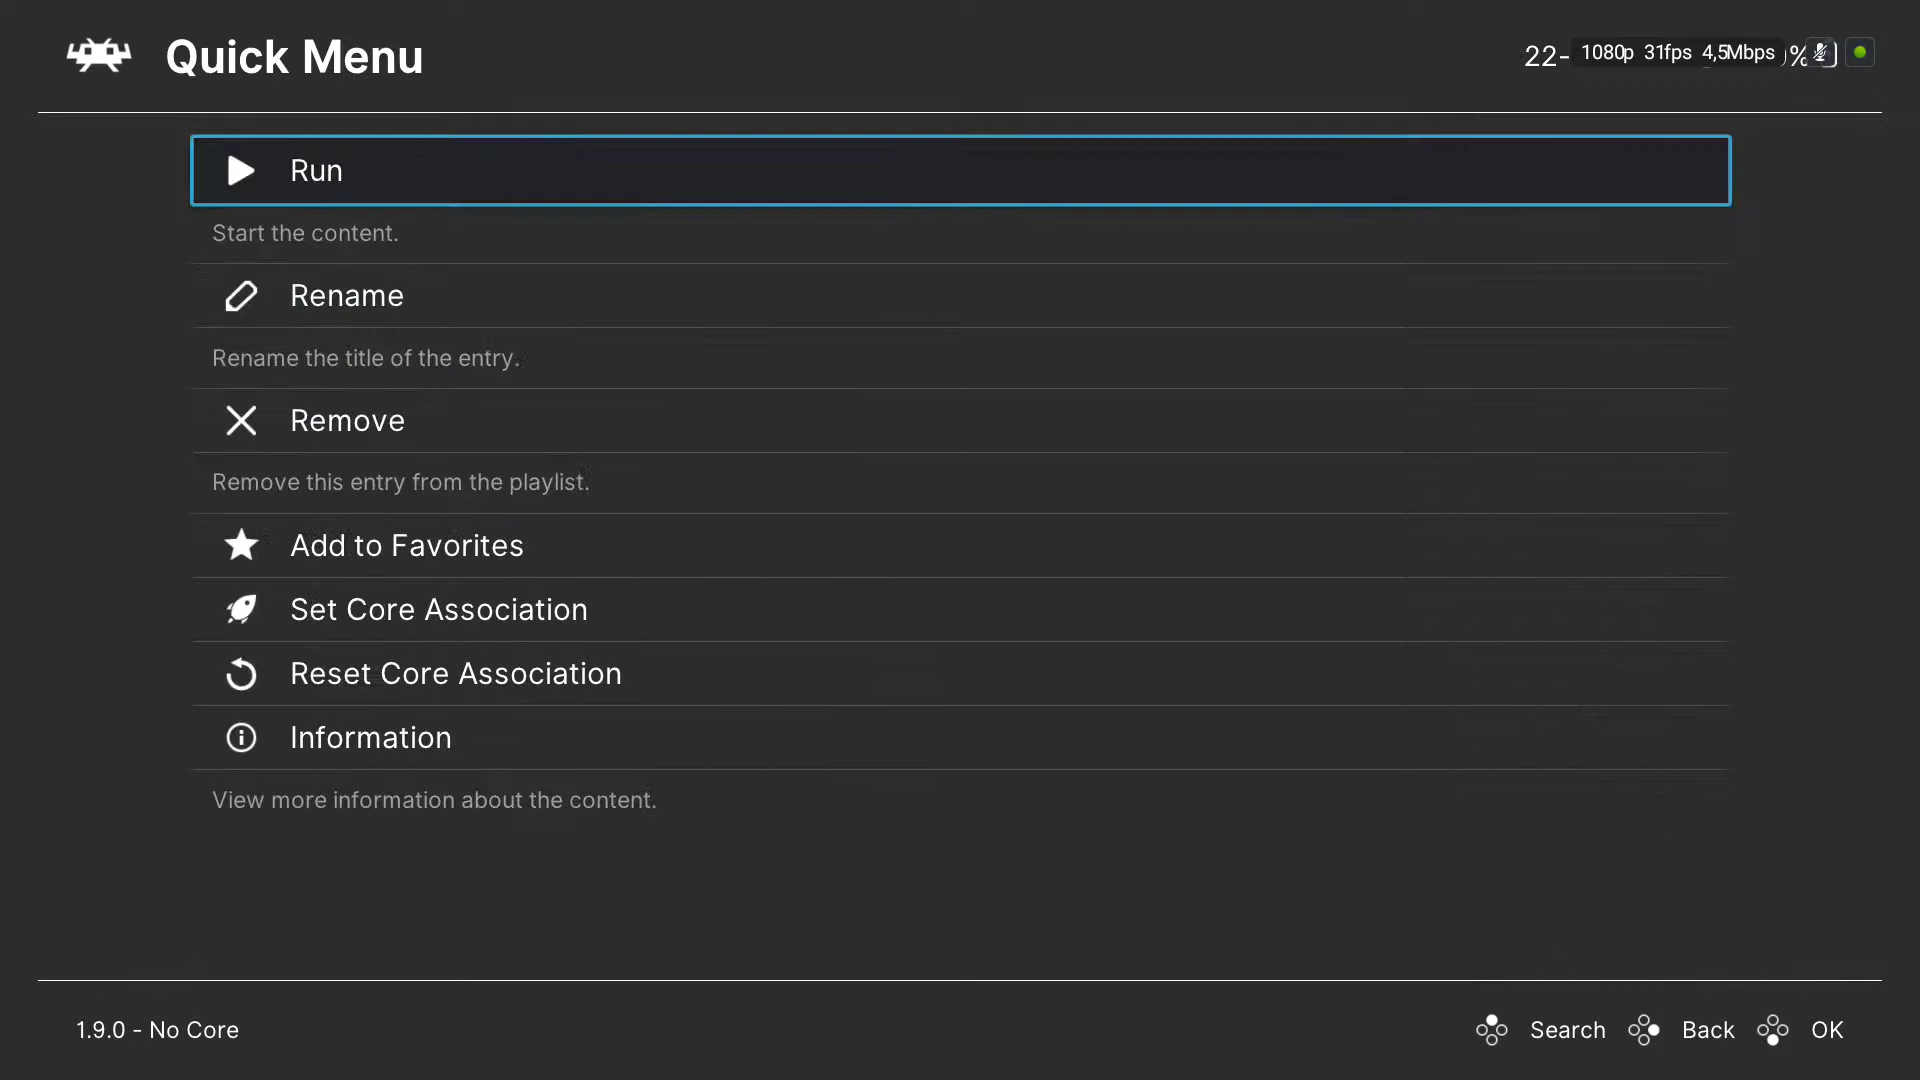 Quick Menu
22- 1080p 31fps 4,5Mbps %
Run
Start the content.
Rename
Rename the title of the entry.
Remove
Remove this entry from the playlist.
Add to Favorites
Set Core Association
Reset Core Association
Information
View more information about the content.
1.9.0 - No Core
Search Back OK